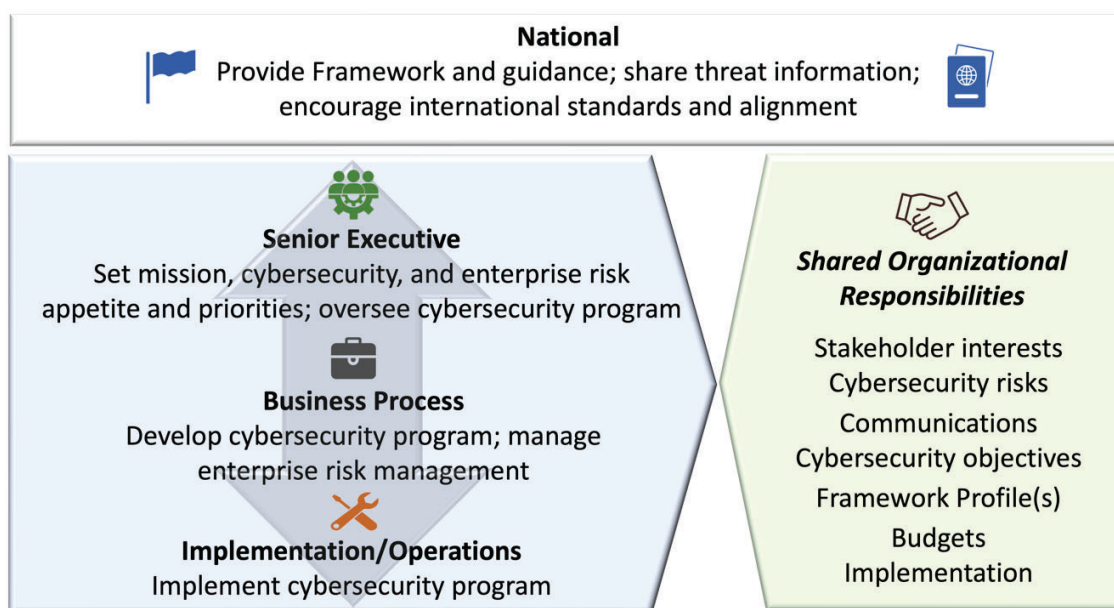 National
Provide Framework and guidance; share threat information;
encourage international standards and alignment
Senior Executive
Set mission, cybersecurity, and enterprise risk
appetite and priorities; oversee cybersecurity program
Business Process
Develop cybersecurity program; manage
enterprise risk management
Implementation/Operations
Implement cybersecurity program
Shared Organizational
Responsibilities
Stakeholder interests
Cybersecurity risks
Communications
Cybersecurity objectives
Framework Profile(s)
Budgets
Implementation